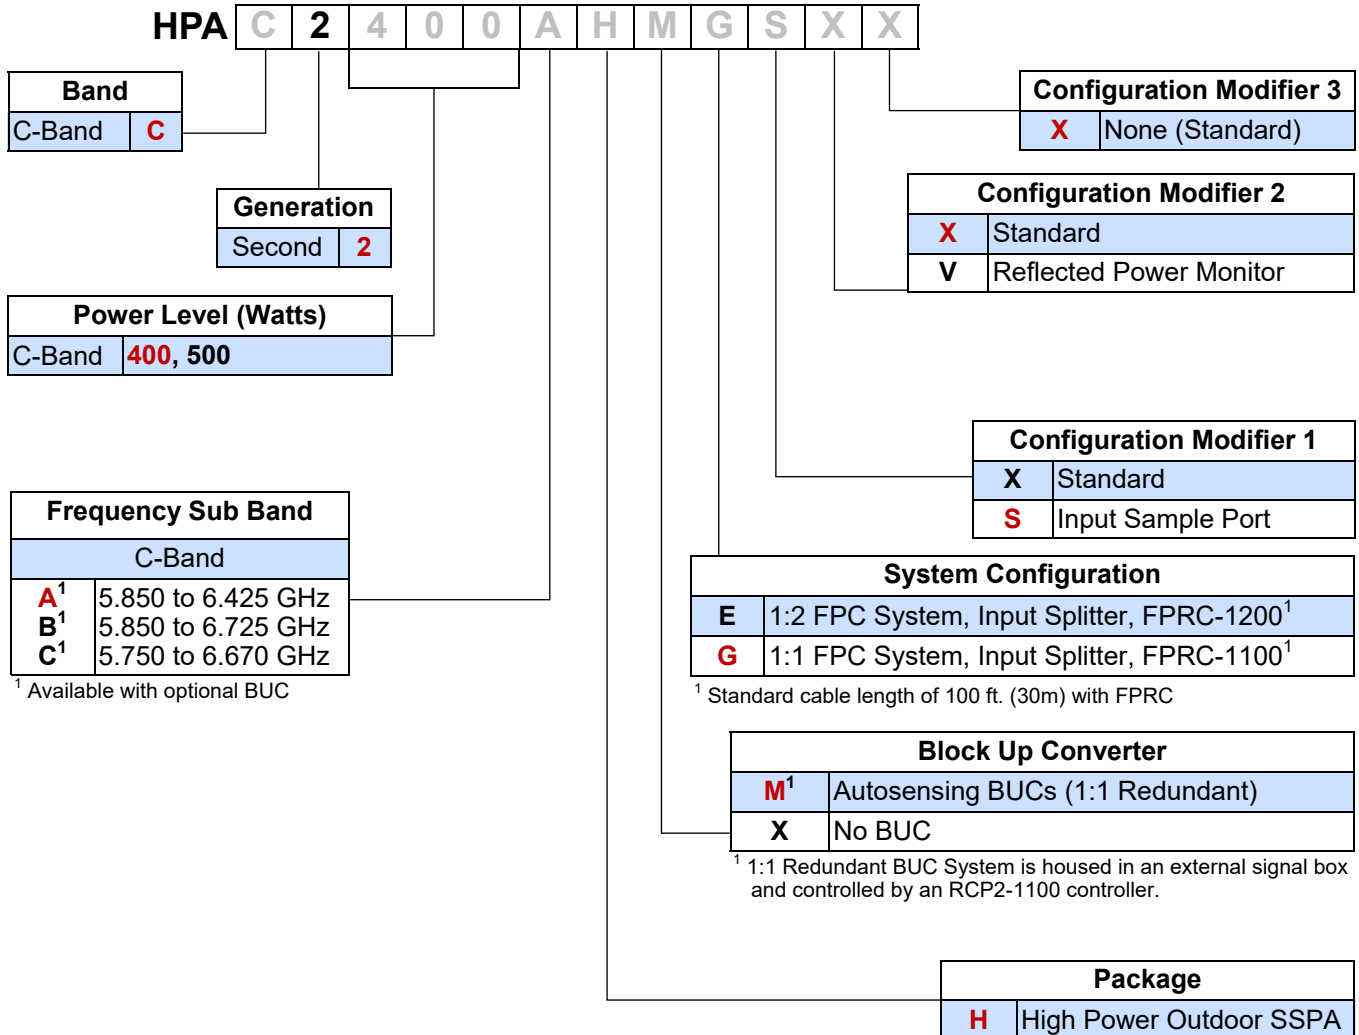 HPA C 2 4 0 0 A H M G S X X
Band
C-Band C
Generation
Second 2
Power Level (Watts)
C-Band 400, 500
Frequency Sub Band
C-Band
A¹ 5.850 to 6.425 GHz
B¹ 5.850 to 6.725 GHz
C¹ 5.750 to 6.670 GHz
¹ Available with optional BUC
Configuration Modifier 3
X None (Standard)
Configuration Modifier 2
X Standard
V Reflected Power Monitor
Configuration Modifier 1
X Standard
S Input Sample Port
System Configuration
E 1:2 FPC System, Input Splitter, FPRC-1200¹
G 1:1 FPC System, Input Splitter, FPRC-1100¹
¹ Standard cable length of 100 ft. (30m) with FPRC
Block Up Converter
M¹ Autosensing BUCs (1:1 Redundant)
X No BUC
¹ 1:1 Redundant BUC System is housed in an external signal box
and controlled by an RCP2-1100 controller.
Package
H High Power Outdoor SSPA